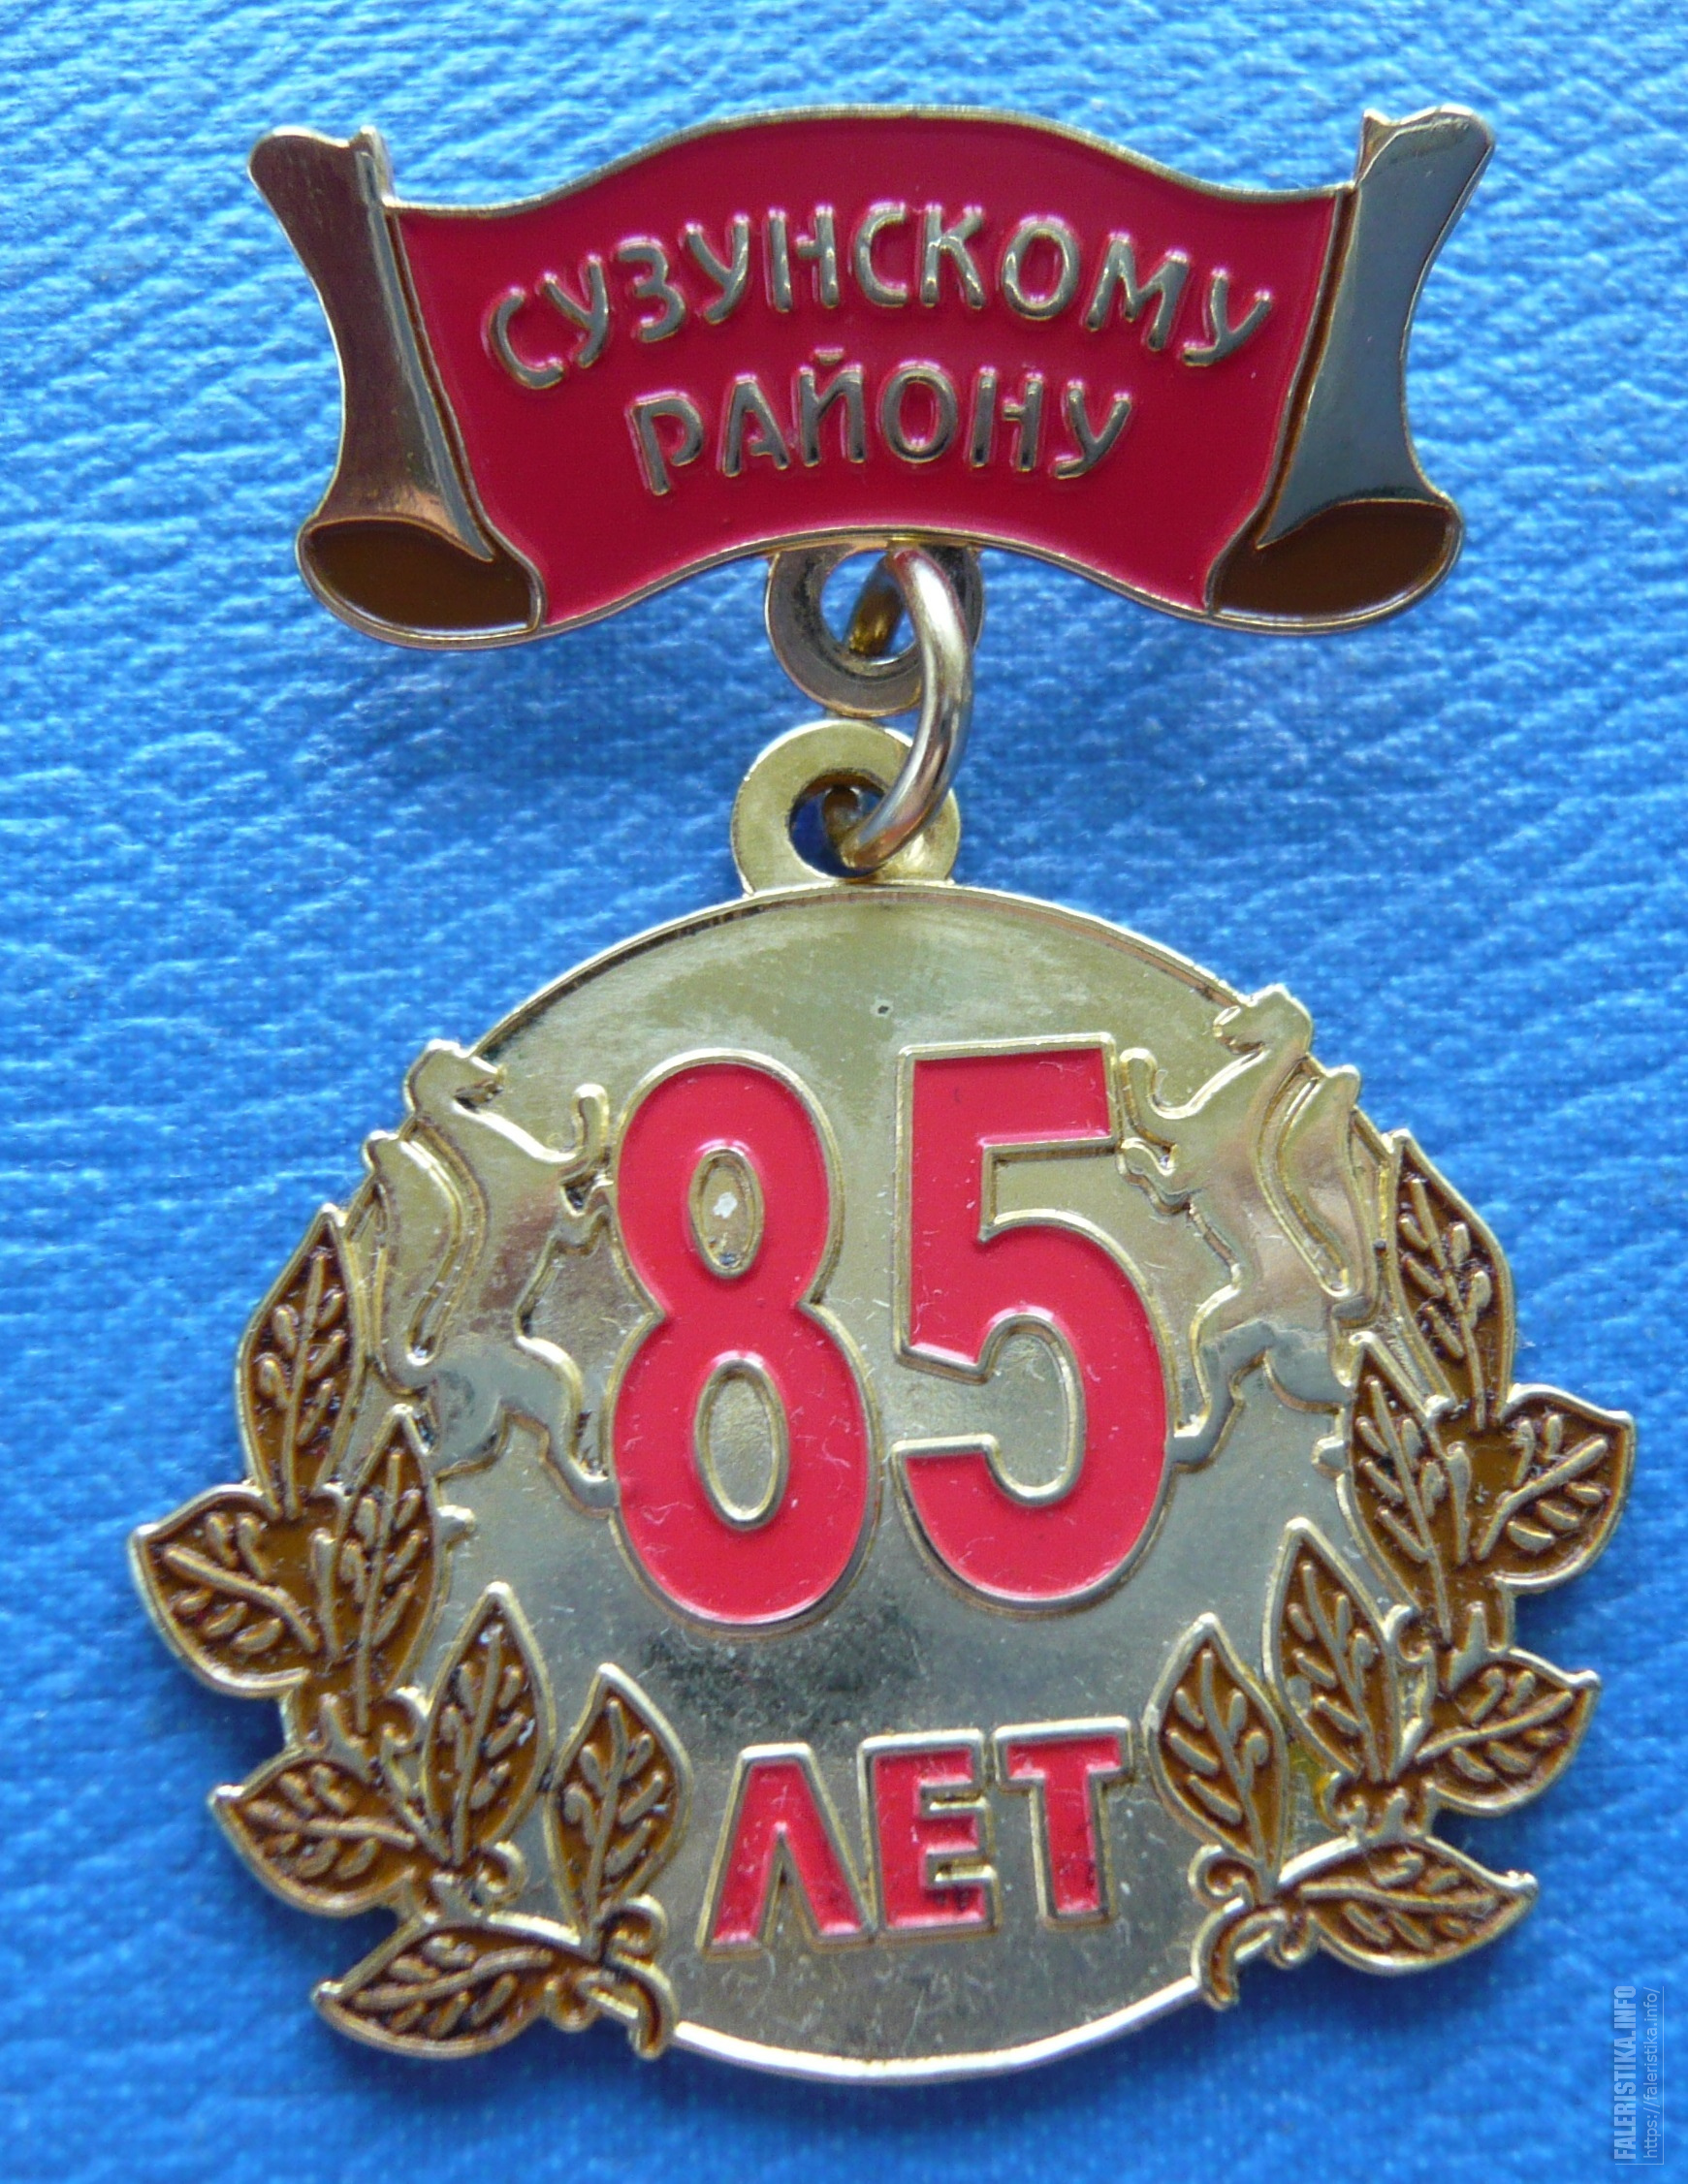 СУЗУНСКОМУ
РАЙОНУ
85
ЛЕТ
FALERISTIKA.INFO
https://faleristika.info/